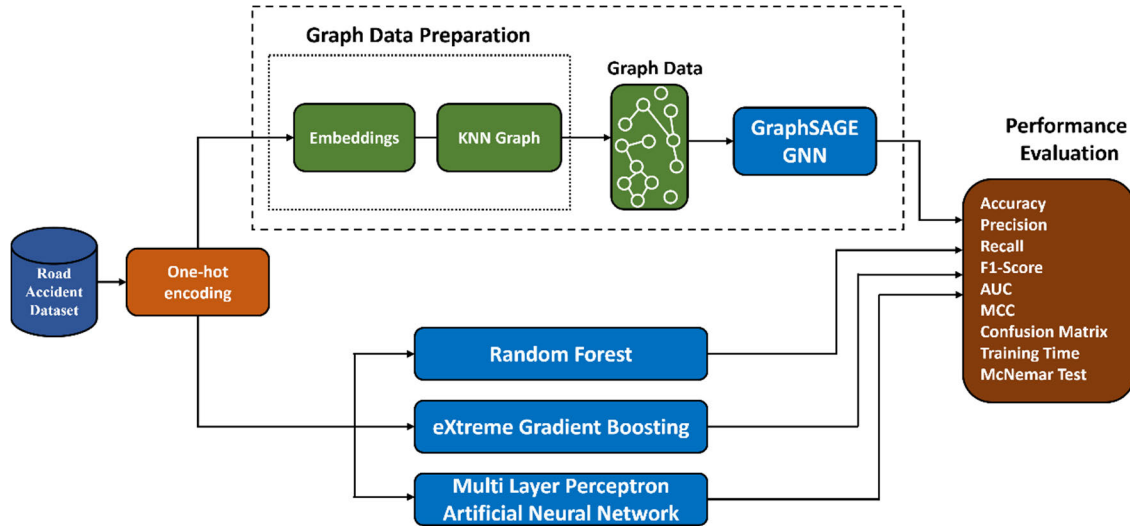 Graph Data Preparation
Embeddings
KNN Graph
Graph Data
GraphSAGE
GNN
Performance
Evaluation
Accuracy
Precision
Recall
F1-Score
AUC
MCC
Confusion Matrix
Training Time
McNemar Test
Road
Accident
Dataset
One-hot
encoding
Random Forest
eXtreme Gradient Boosting
Multi Layer Perceptron
Artificial Neural Network